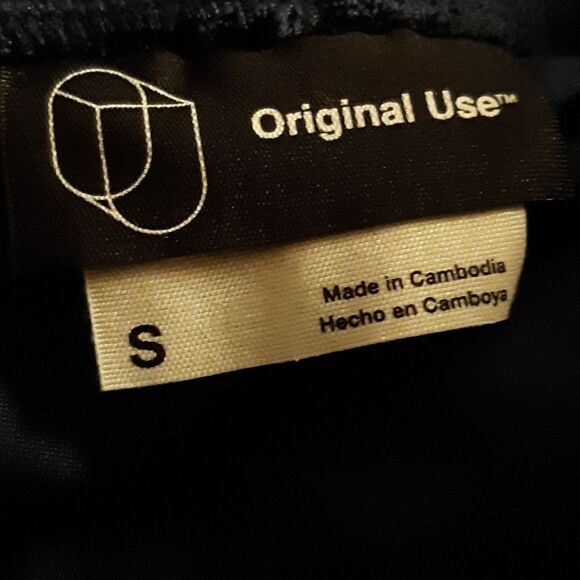 Original Use™
Made in Cambodia
Hecho en Camboya
S